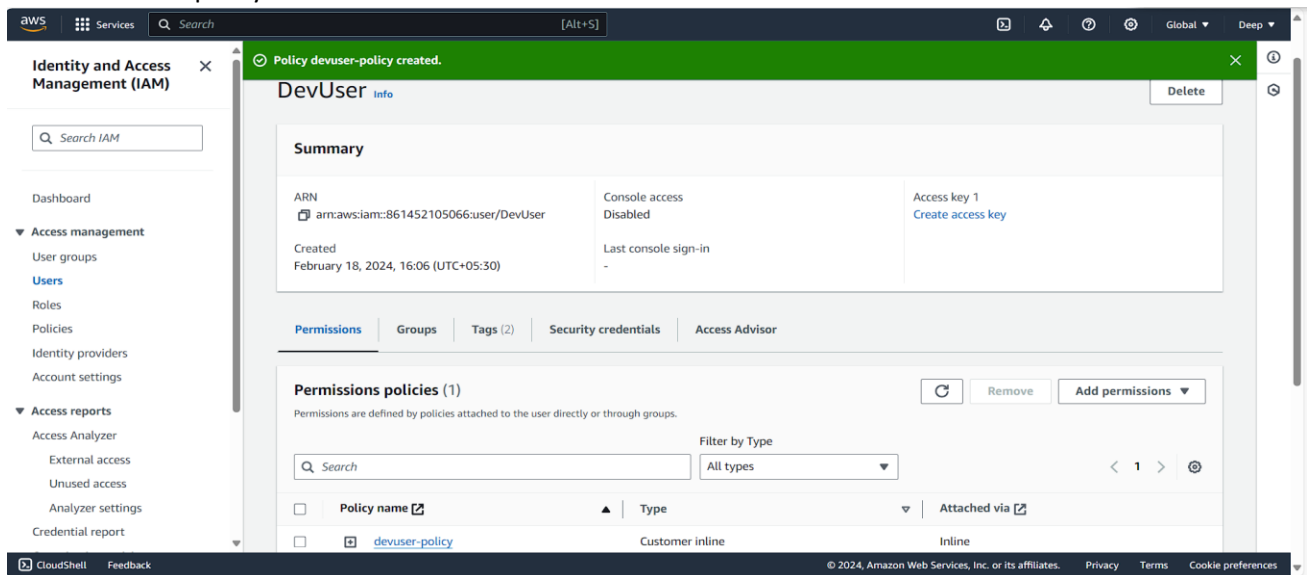 aws Services Search [Alt+S] Global Deep
Identity and Access
Management (IAM)
Search IAM
Dashboard
Access management
User groups
Users
Roles
Policies
Identity providers
Account settings
Access reports
Access Analyzer
External access
Unused access
Analyzer settings
Credential report
Policy devuser-policy created.
DevUser Info
Delete
Summary
ARN
arn:aws:iam::861452105066:user/DevUser
Created
February 18, 2024, 16:06 (UTC+05:30)
Console access
Disabled
Last console sign-in
-
Access key 1
Create access key
Permissions Groups Tags (2) Security credentials Access Advisor
Permissions policies (1)
Remove Add permissions
Permissions are defined by policies attached to the user directly or through groups.
Filter by Type
Search All types 1
Policy name Type Attached via
devuser-policy Customer inline Inline
CloudShell Feedback © 2024, Amazon Web Services, Inc. or its affiliates. Privacy Terms Cookie preferences